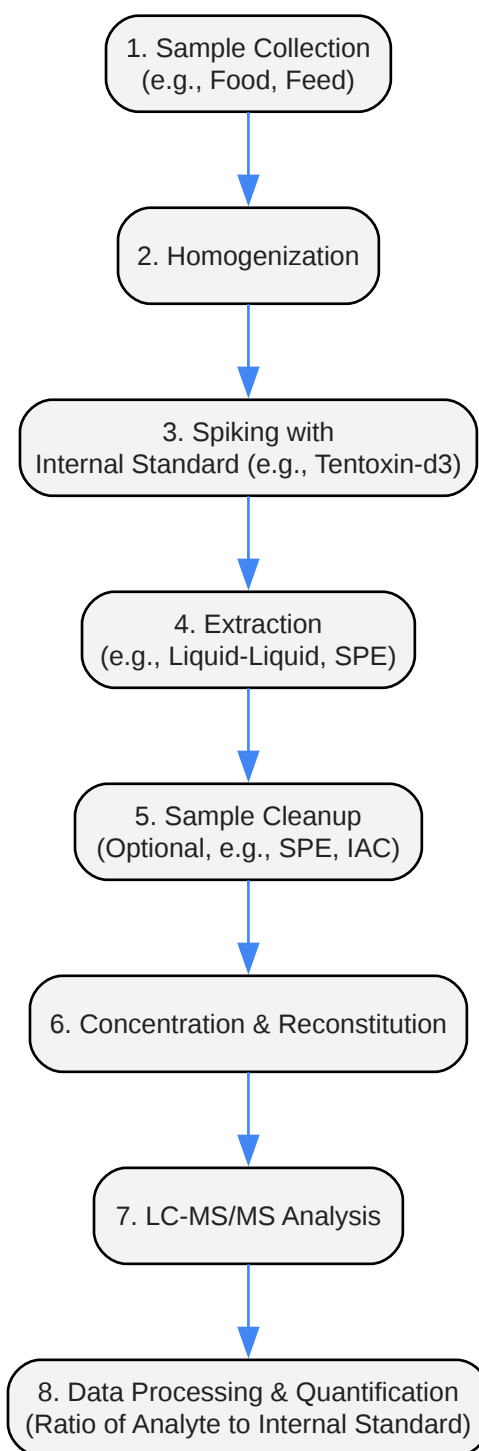 1. Sample Collection
(e.g., Food, Feed)
2. Homogenization
3. Spiking with
Internal Standard (e.g., Tentoxin-d3)
4. Extraction
(e.g., Liquid-Liquid, SPE)
5. Sample Cleanup
(Optional, e.g., SPE, IAC)
6. Concentration & Reconstitution
7. LC-MS/MS Analysis
8. Data Processing & Quantification
(Ratio of Analyte to Internal Standard)